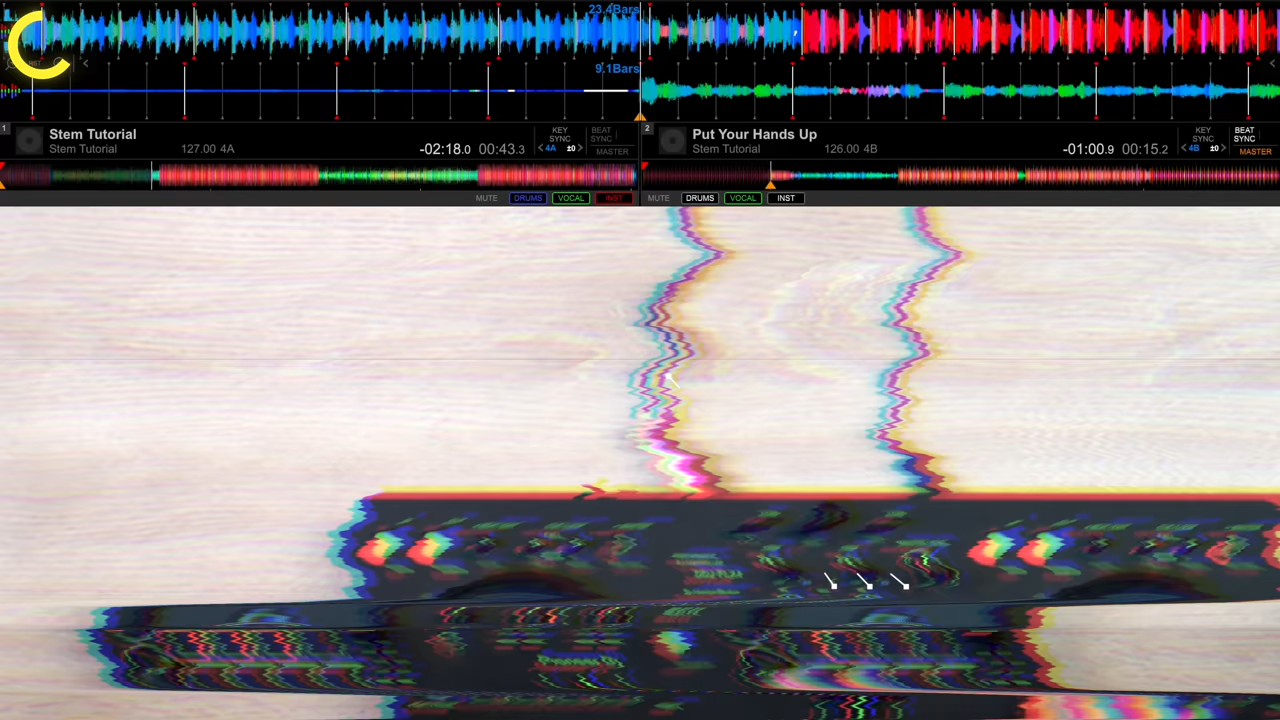 23.4Bars
9.1Bars
1
Stem Tutorial
Stem Tutorial
127.00 4A
-02:18.0 00:43.3
KEY SYNC
4A ±0
BEAT SYNC
MASTER
2
Put Your Hands Up
Stem Tutorial
126.00 4B
-01:00.9 00:15.2
KEY SYNC
4B ±0
BEAT SYNC
MASTER
MUTE DRUMS VOCAL INST
MUTE DRUMS VOCAL INST